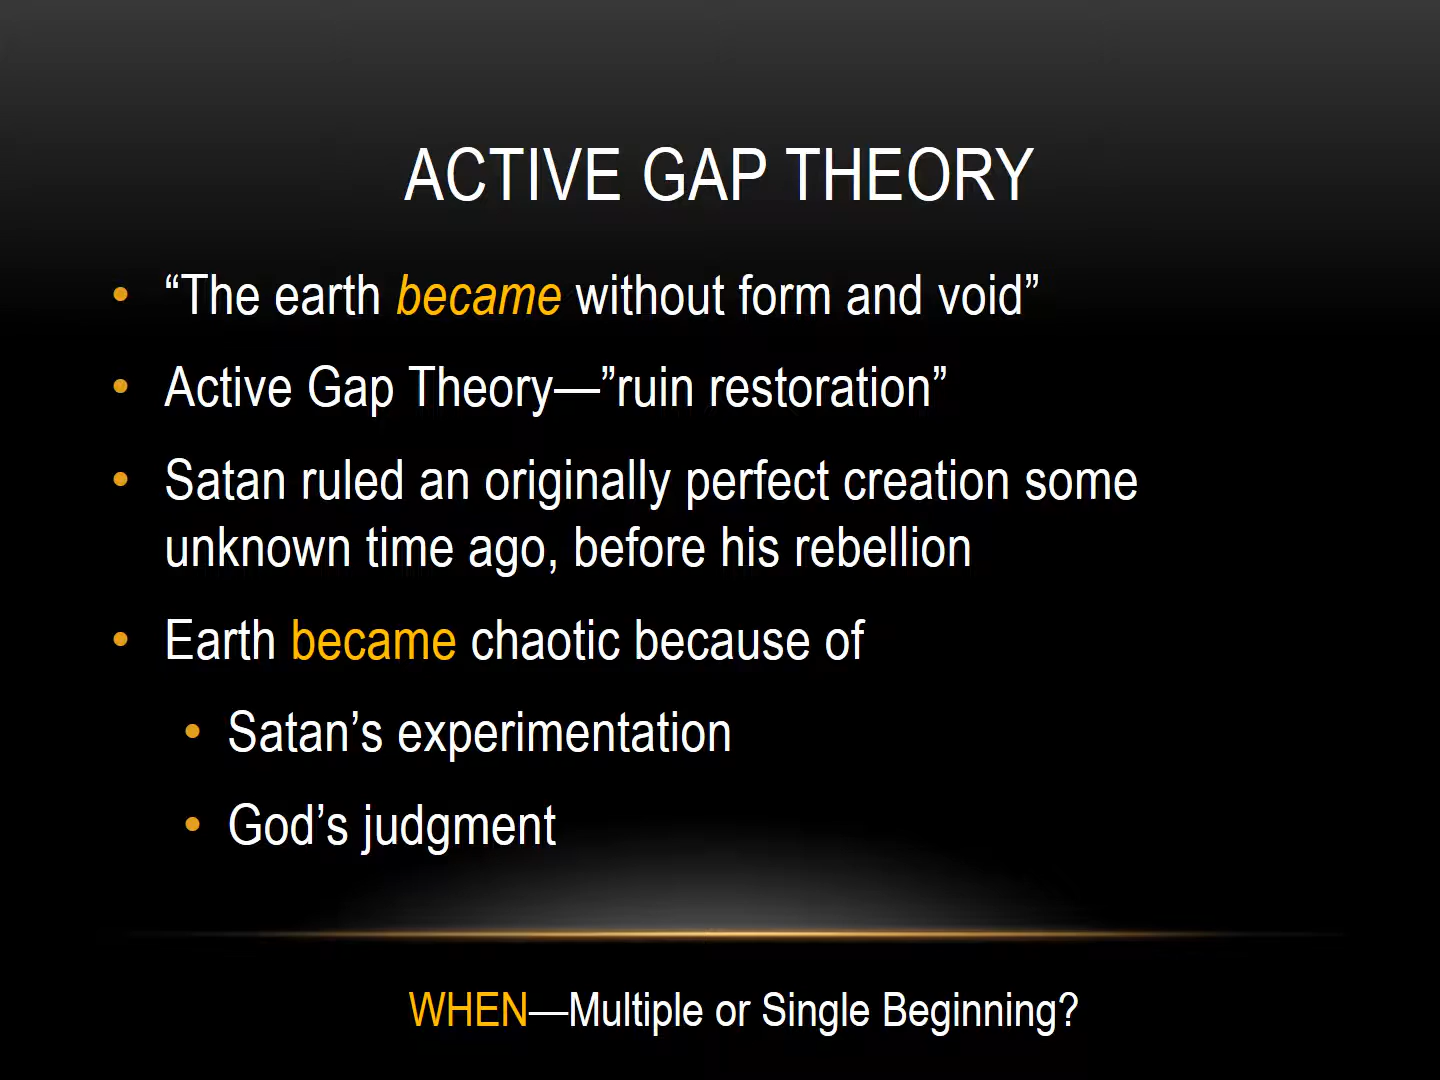 ACTIVE GAP THEORY
• “The earth became without form and void”
• Active Gap Theory—”ruin restoration”
• Satan ruled an originally perfect creation some
unknown time ago, before his rebellion
• Earth became chaotic because of
• Satan’s experimentation
• God’s judgment
WHEN—Multiple or Single Beginning?